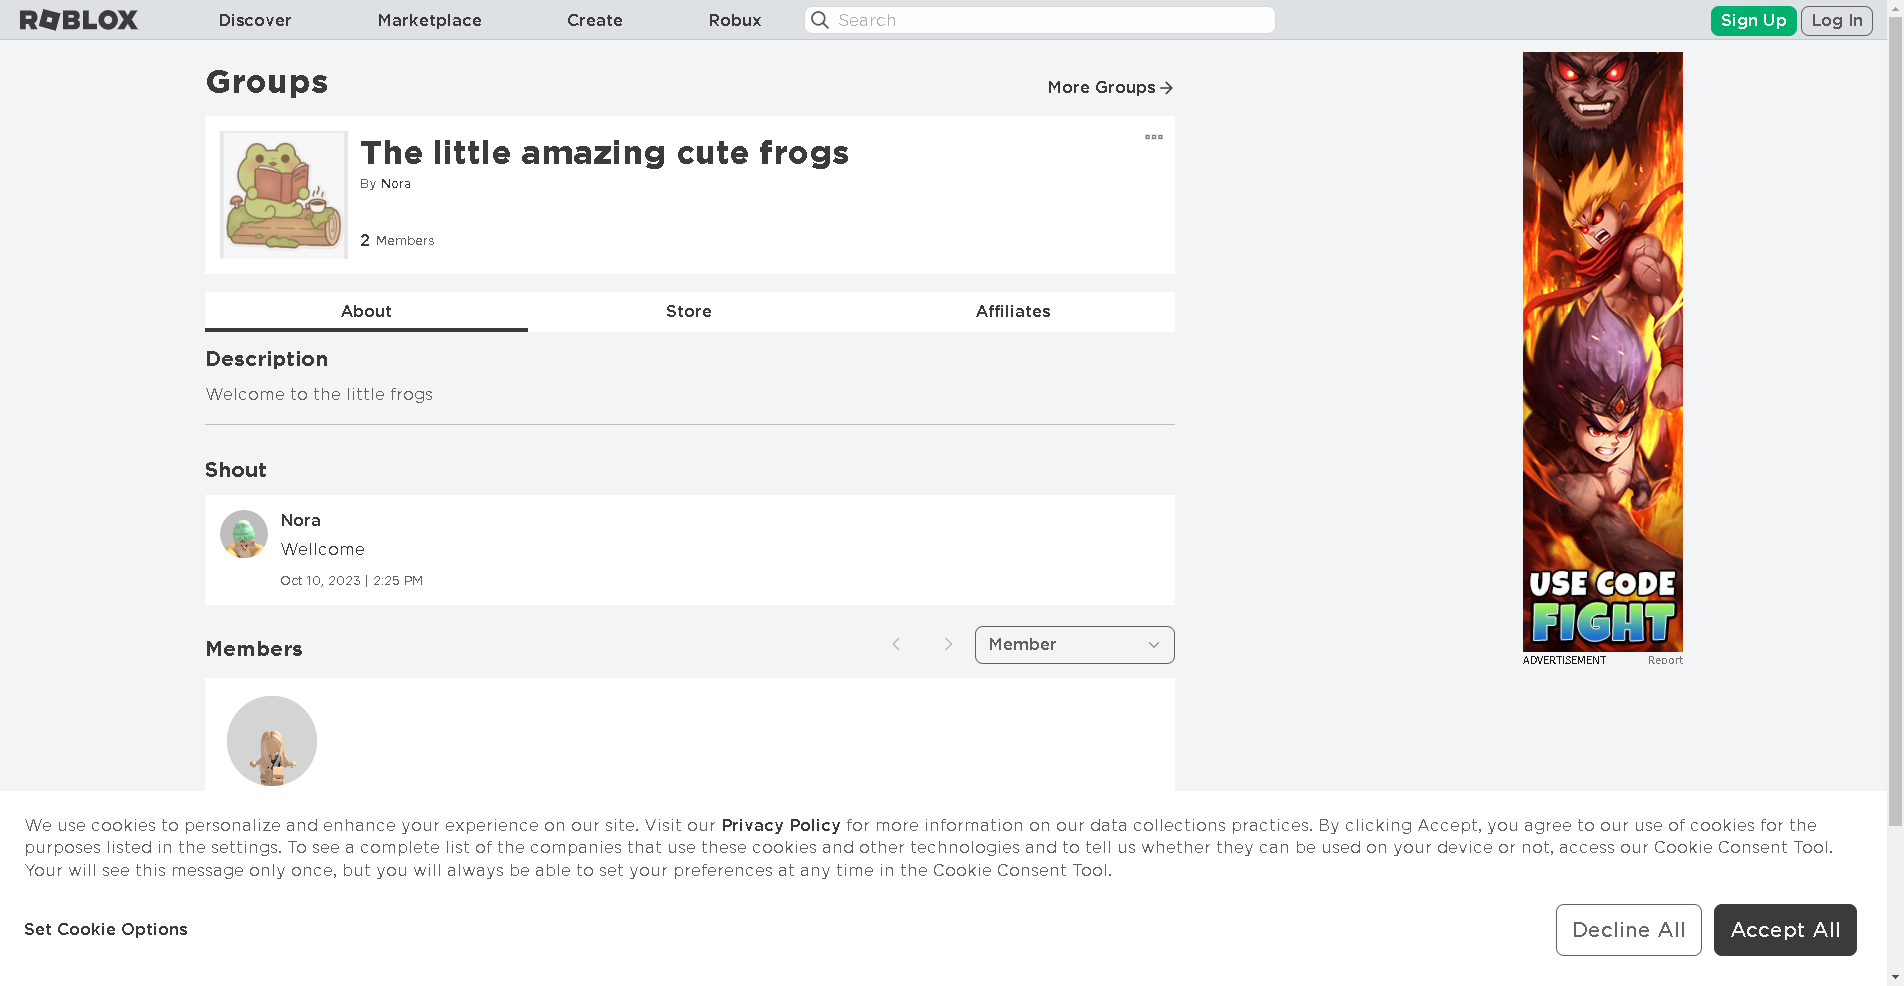 ROBLOX
Discover
Marketplace
Create
Robux
Search
Sign Up
Log In
Groups
More Groups
The little amazing cute frogs
By Nora
2 Members
About
Store
Affiliates
Description
Welcome to the little frogs
Shout
Nora
Wellcome
Oct 10, 2023 | 2:25 PM
Members
Member
USE CODE
FIGHT
ADVERTISEMENT
Report
We use cookies to personalize and enhance your experience on our site. Visit our Privacy Policy for more information on our data collections practices. By clicking Accept, you agree to our use of cookies for the
purposes listed in the settings. To see a complete list of the companies that use these cookies and other technologies and to tell us whether they can be used on your device or not, access our Cookie Consent Tool.
Your will see this message only once, but you will always be able to set your preferences at any time in the Cookie Consent Tool.
Set Cookie Options
Decline All
Accept All